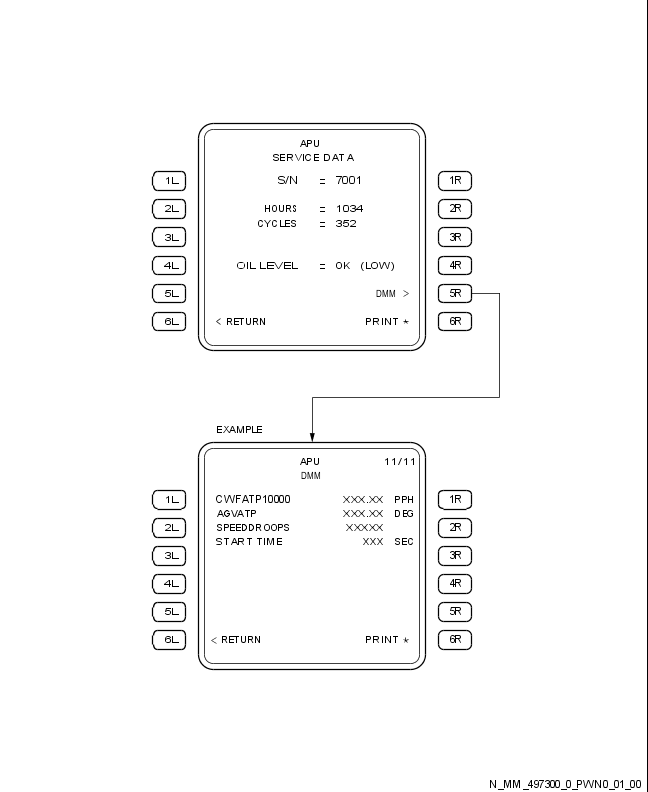 APU
SERVICE DATA
1L S/N = 7001 1R
2L HOURS = 1034 2R
CYCLES = 352
3L 3R
4L OIL LEVEL = OK (LOW) 4R
5L DMM > 5R
6L < RETURN PRINT * 6R
EXAMPLE
APU 11/11
DMM
1L CWFATP10000 XXX.XX PPH 1R
AGVATP XXX.XX DEG
2L SPEEDDROOPS XXXXX 2R
START TIME XXX SEC
3L 3R
4L 4R
5L 5R
6L < RETURN PRINT * 6R
N_MM_497300_0_PWN0_01_00